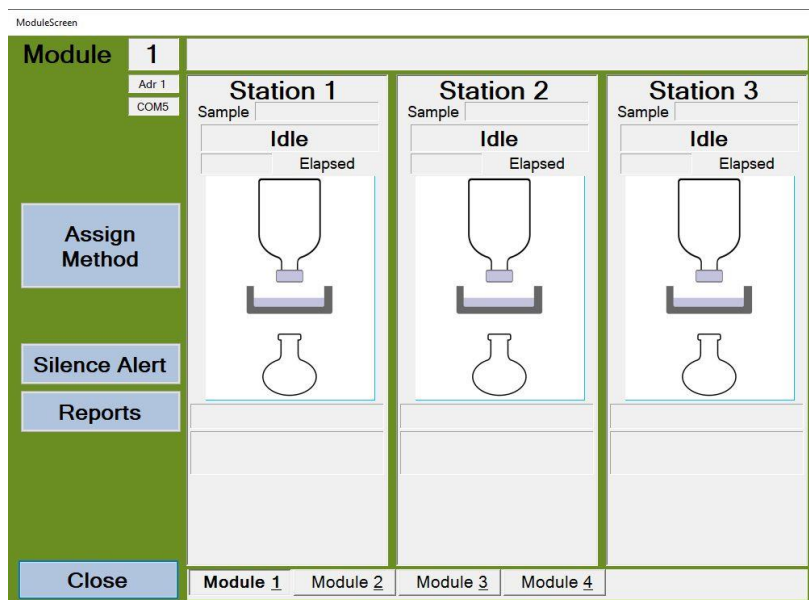 ModuleScreen
Module 1
Adr 1
COM5
Assign
Method
Silence Alert
Reports
Close
Station 1
Sample
Idle
Elapsed
Station 2
Sample
Idle
Elapsed
Station 3
Sample
Idle
Elapsed
Module 1 Module 2 Module 3 Module 4